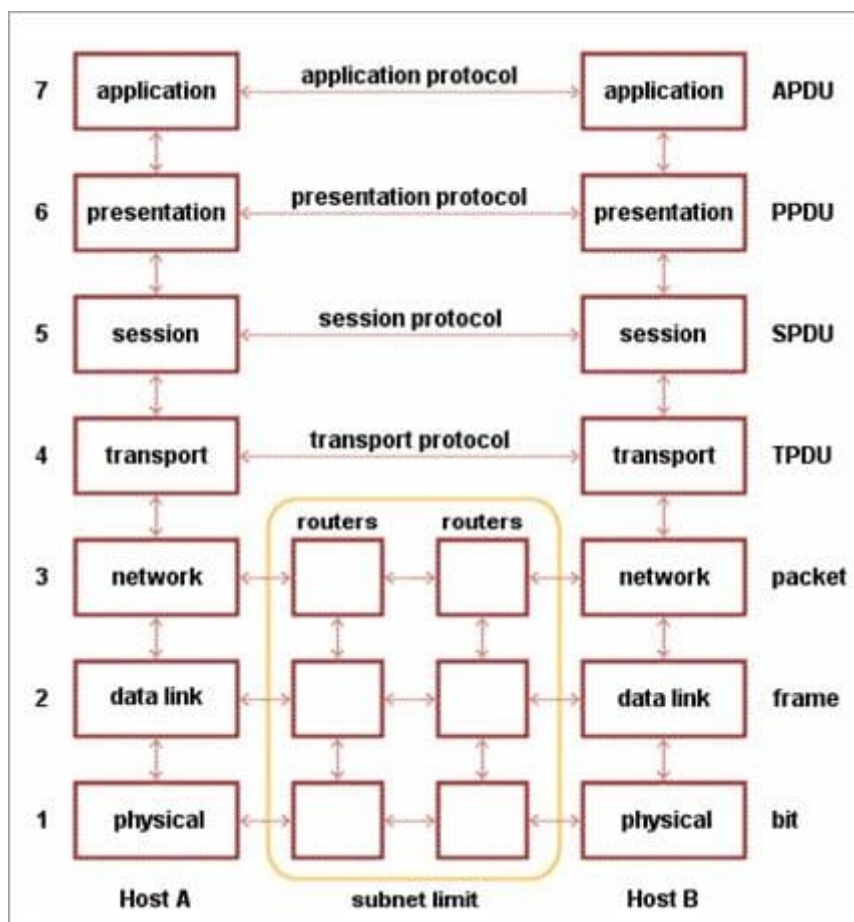 7 application application protocol application APDU
6 presentation presentation protocol presentation PPDU
5 session session protocol session SPDU
4 transport transport protocol transport TPDU
routers routers
3 network network packet
2 data link data link frame
1 physical physical bit
Host A subnet limit Host B